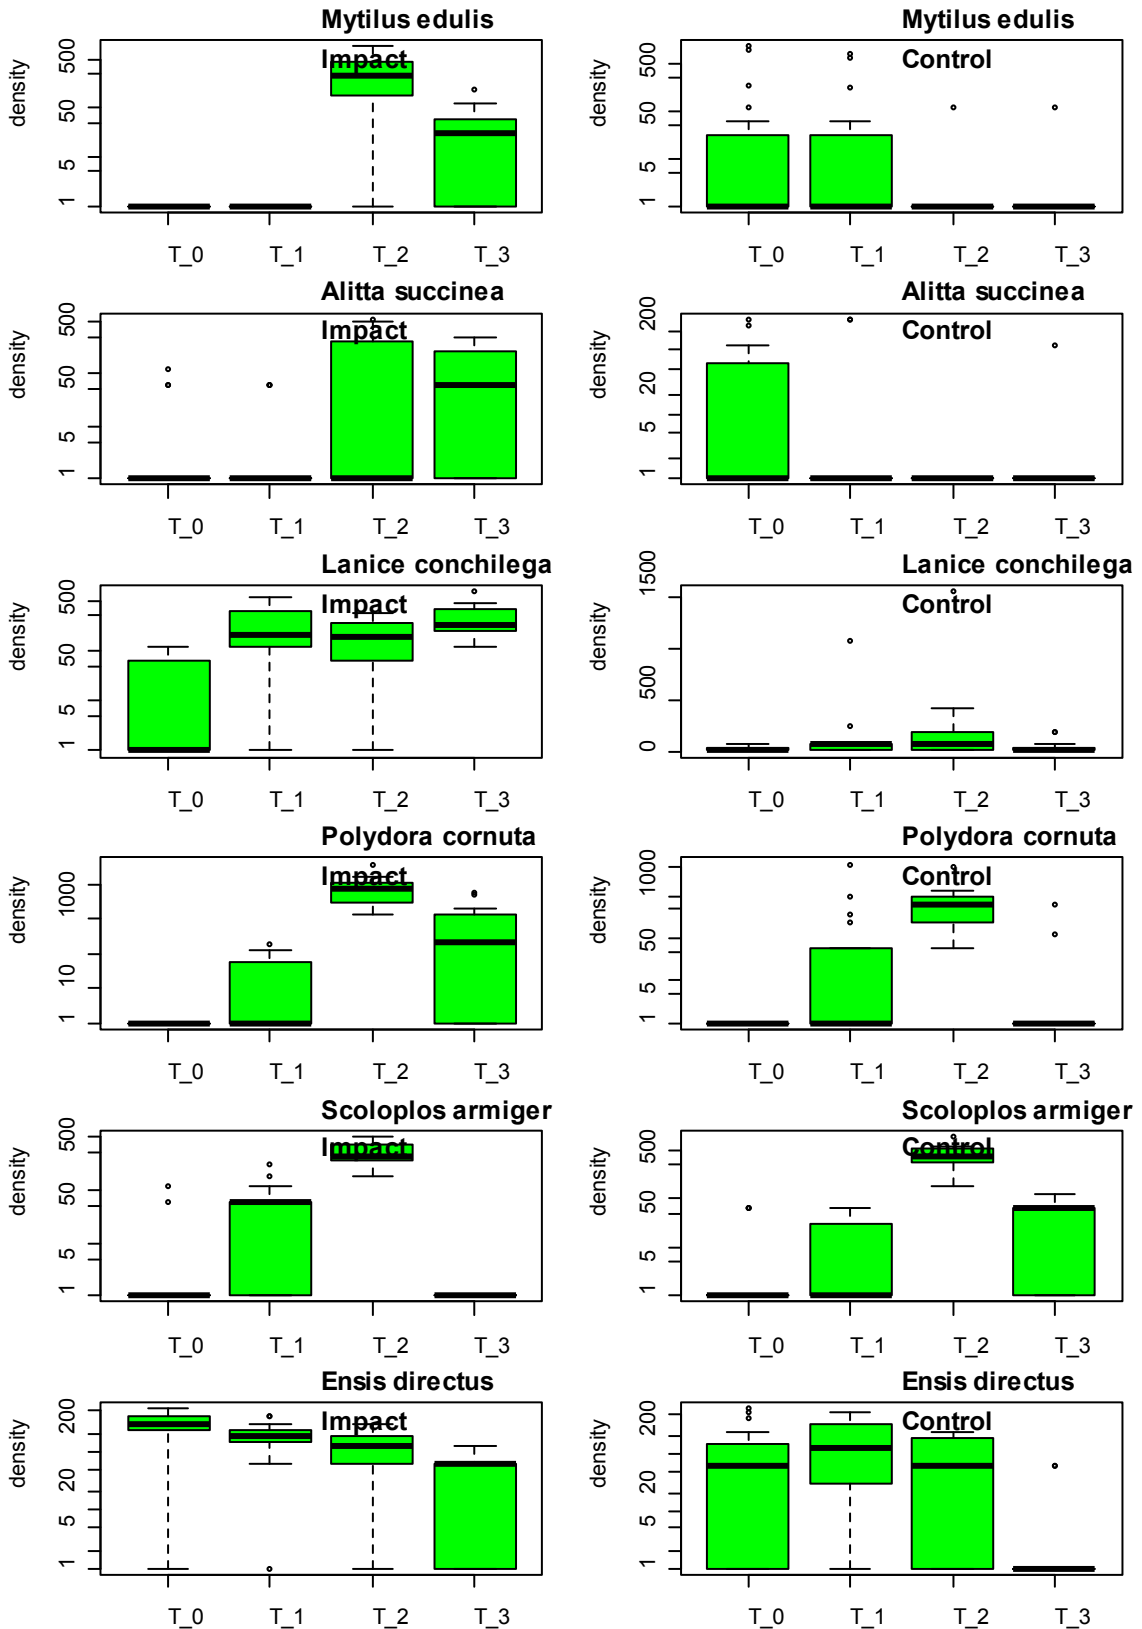 Mytilus edulis
Impact
density
500
50
5
1
T_0 T_1 T_2 T_3
Mytilus edulis
Control
density
500
50
5
1
T_0 T_1 T_2 T_3
Alitta succinea
Impact
density
500
50
5
1
T_0 T_1 T_2 T_3
Alitta succinea
Control
density
200
20
5
1
T_0 T_1 T_2 T_3
Lanice conchilega
Impact
density
500
50
5
1
T_0 T_1 T_2 T_3
Lanice conchilega
Control
density
1500
500
0
T_0 T_1 T_2 T_3
Polydora cornuta
Impact
density
1000
10
1
T_0 T_1 T_2 T_3
Polydora cornuta
Control
density
1000
50
5
1
T_0 T_1 T_2 T_3
Scoloplos armiger
Impact
density
500
50
5
1
T_0 T_1 T_2 T_3
Scoloplos armiger
Control
density
500
50
5
1
T_0 T_1 T_2 T_3
Ensis directus
Impact
density
200
20
5
1
T_0 T_1 T_2 T_3
Ensis directus
Control
density
200
20
5
1
T_0 T_1 T_2 T_3